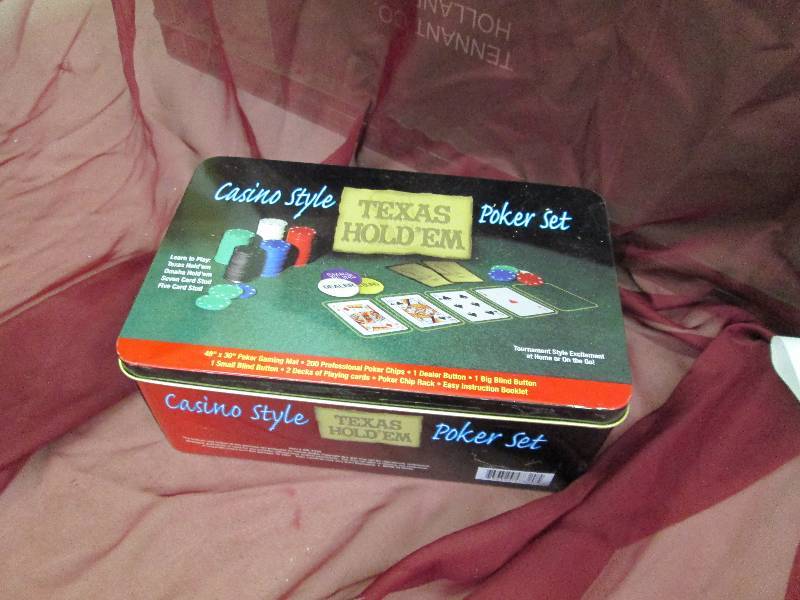 TENNANT CO.
HOLLAN
Casino Style
TEXAS
HOLD'EM
Poker Set
Learn to Play:
Texas Hold'em
Omaha Hold'em
Seven Card Stud
Five Card Stud
DEALER
Tournament Style Excitement
at Home or On the Go!
48" x 30" Poker Gaming Mat • 200 Professional Poker Chips • 1 Dealer Button • 1 Big Blind Button
1 Small Blind Button • 2 Decks of Playing cards • Poker Chip Rack • Easy Instruction Booklet
Casino Style
TEXAS
HOLD'EM
Poker Set